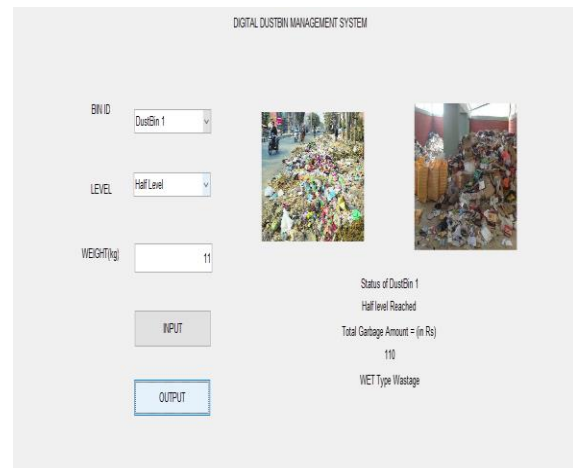 DIGITAL DUSTBIN MANAGEMENT SYSTEM
BIN ID
DustBin 1
LEVEL
Half Level
WEIGHT(kg)
11
INPUT
OUTPUT
Status of DustBin 1
Half level Reached
Total Garbage Amount = (in Rs)
110
WET Type Wastage